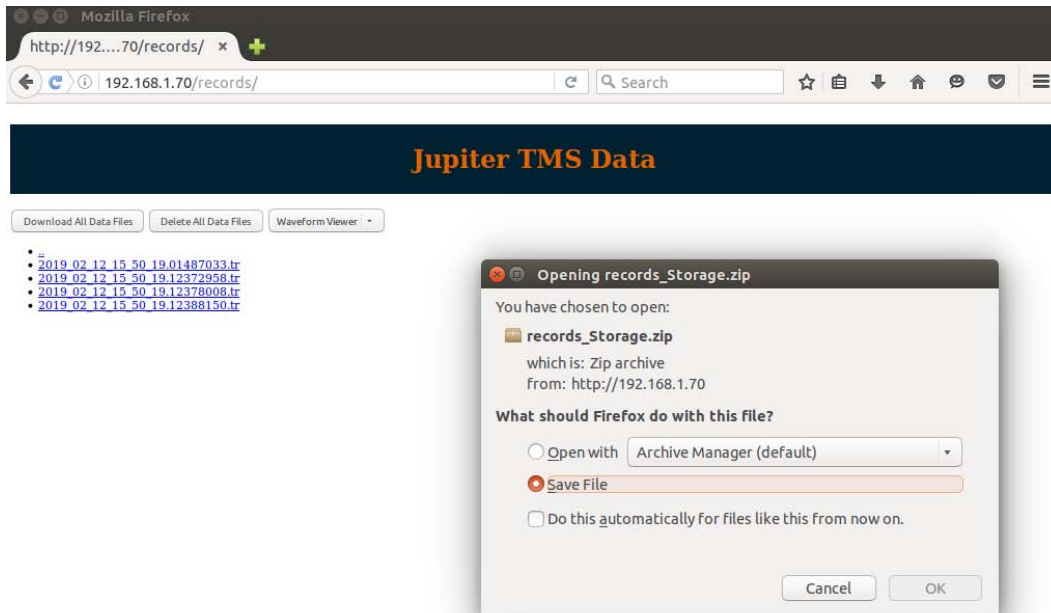 Mozilla Firefox
http://192....70/records/ ×
192.168.1.70/records/
Search
Jupiter TMS Data
Download All Data Files
Delete All Data Files
Waveform Viewer
..
2019_02_12_15_50_19.01487033.tr
2019_02_12_15_50_19.12372958.tr
2019_02_12_15_50_19.12378008.tr
2019_02_12_15_50_19.12388150.tr
Opening records_Storage.zip
You have chosen to open:
records_Storage.zip
which is: Zip archive
from: http://192.168.1.70
What should Firefox do with this file?
Open with Archive Manager (default)
Save File
Do this automatically for files like this from now on.
Cancel OK